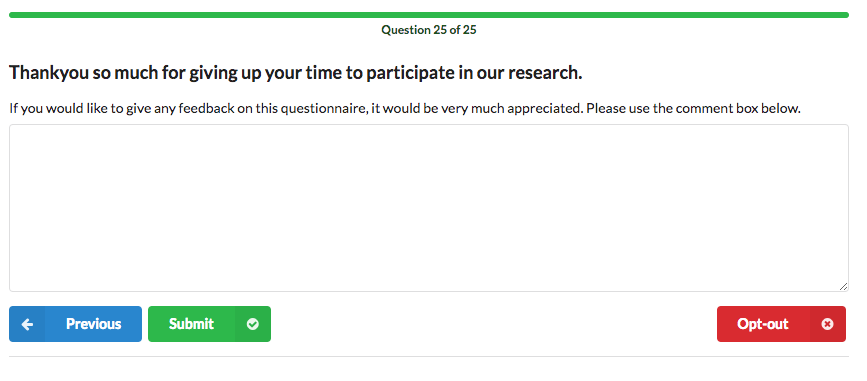 Question 25 of 25
Thankyou so much for giving up your time to participate in our research.
If you would like to give any feedback on this questionnaire, it would be very much appreciated. Please use the comment box below.
Previous Submit Opt-out